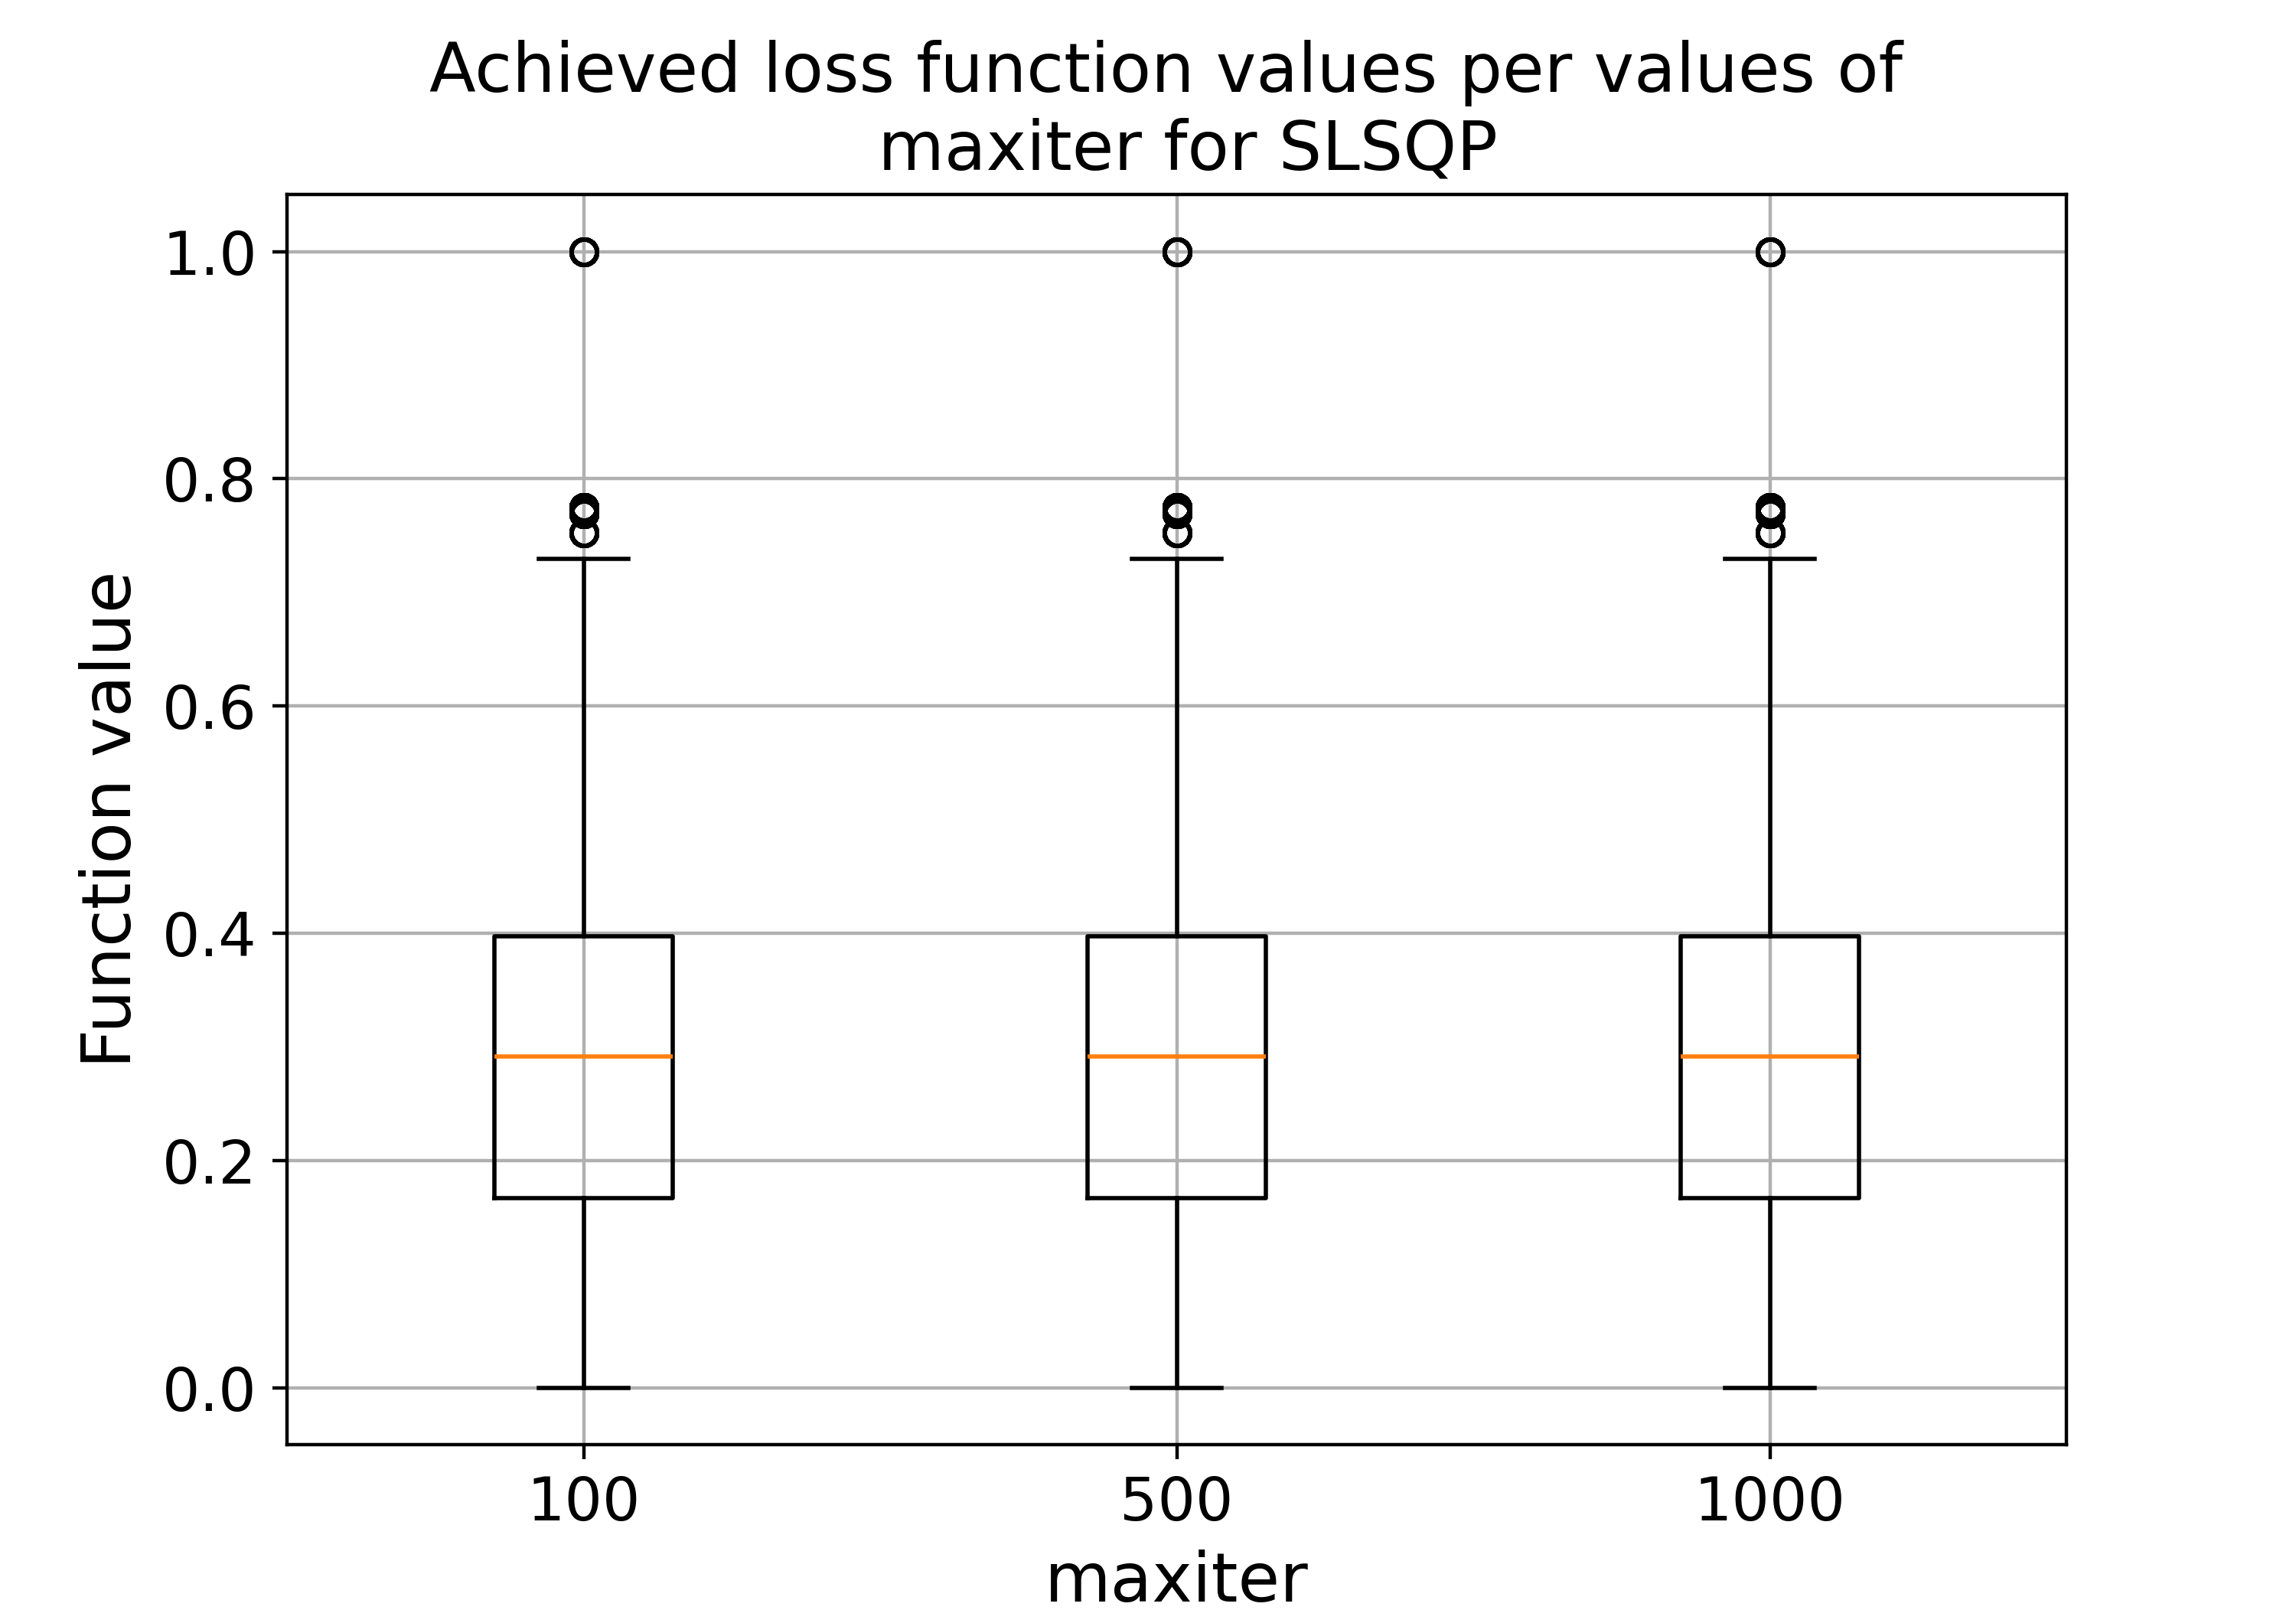 Achieved loss function values per values of
maxiter for SLSQP
Function value
1.0
0.8
0.6
0.4
0.2
0.0
100 500 1000
maxiter